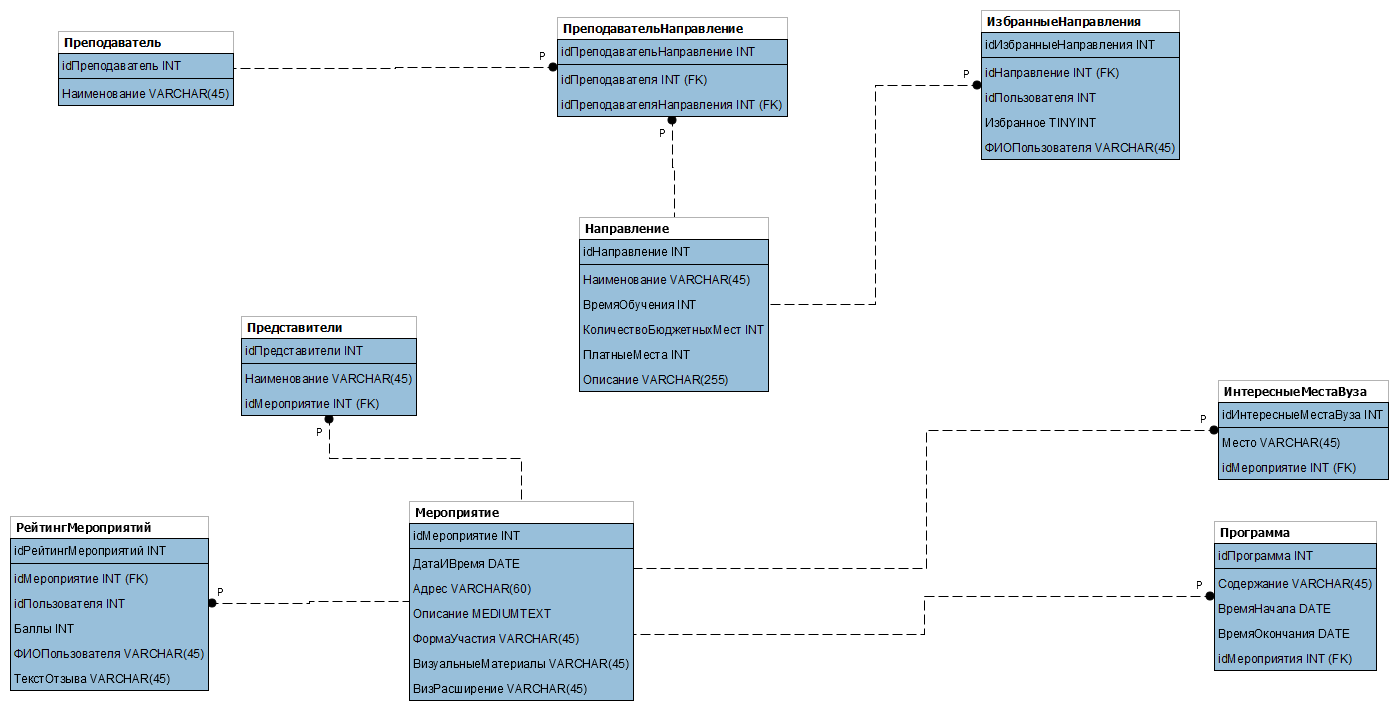 Преподаватель
idПреподаватель INT
Наименование VARCHAR(45)
P
ПреподавательНаправление
idПреподавательНаправление INT
idПреподавателя INT (FK)
idПреподавателяНаправления INT (FK)
P
ИзбранныеНаправления
idИзбранныеНаправления INT
idНаправление INT (FK)
idПользователя INT
Избранное TINYINT
ФИОПользователя VARCHAR(45)
P
Направление
idНаправление INT
Наименование VARCHAR(45)
ВремяОбучения INT
КоличествоБюджетныхМест INT
ПлатныеМеста INT
Описание VARCHAR(255)
Представители
idПредставители INT
Наименование VARCHAR(45)
idМероприятие INT (FK)
P
ИнтересныеМестаВуза
idИнтересныеМестаВуза INT
Место VARCHAR(45)
idМероприятие INT (FK)
P
РейтингМероприятий
idРейтингМероприятий INT
idМероприятие INT (FK)
idПользователя INT
Баллы INT
ФИОПользователя VARCHAR(45)
ТекстОтзыва VARCHAR(45)
P
Мероприятие
idМероприятие INT
ДатаИВремя DATE
Адрес VARCHAR(60)
Описание MEDIUMTEXT
ФормаУчастия VARCHAR(45)
ВизуальныеМатериалы VARCHAR(45)
ВизРасширение VARCHAR(45)
P
Программа
idПрограмма INT
Содержание VARCHAR(45)
ВремяНачала DATE
ВремяОкончания DATE
idМероприятия INT (FK)